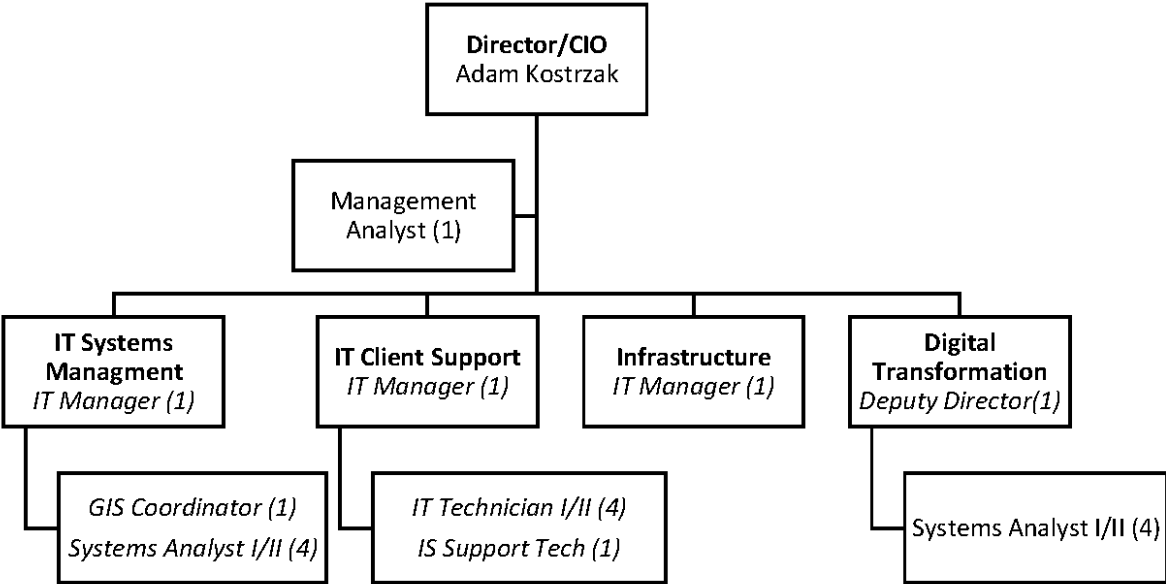 Director/CIO
Adam Kostrzak
Management
Analyst (1)
IT Systems
Managment
IT Manager (1)
IT Client Support
IT Manager (1)
Infrastructure
IT Manager (1)
Digital
Transformation
Deputy Director(1)
GIS Coordinator (1)
Systems Analyst I/II (4)
IT Technician I/II (4)
IS Support Tech (1)
Systems Analyst I/II (4)